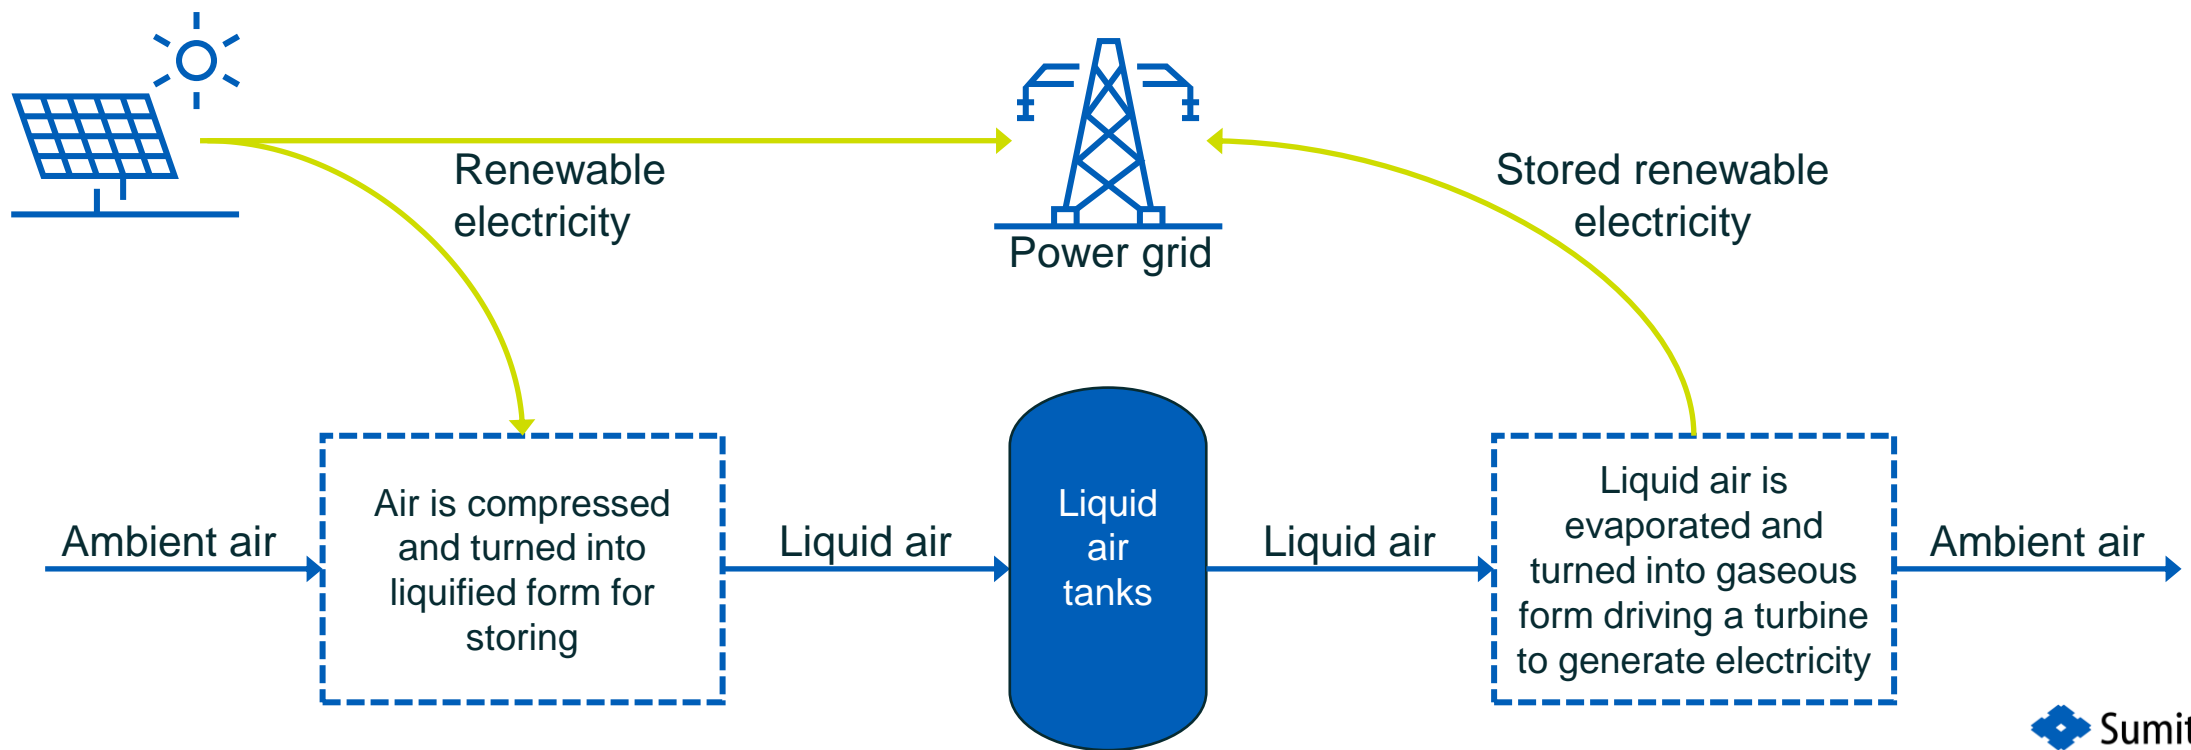 Renewable
electricity
Power grid
Stored renewable
electricity
Ambient air
Air is compressed
and turned into
liquified form for
storing
Liquid air
Liquid
air
tanks
Liquid air
Liquid air is
evaporated and
turned into gaseous
form driving a turbine
to generate electricity
Ambient air
Sumit